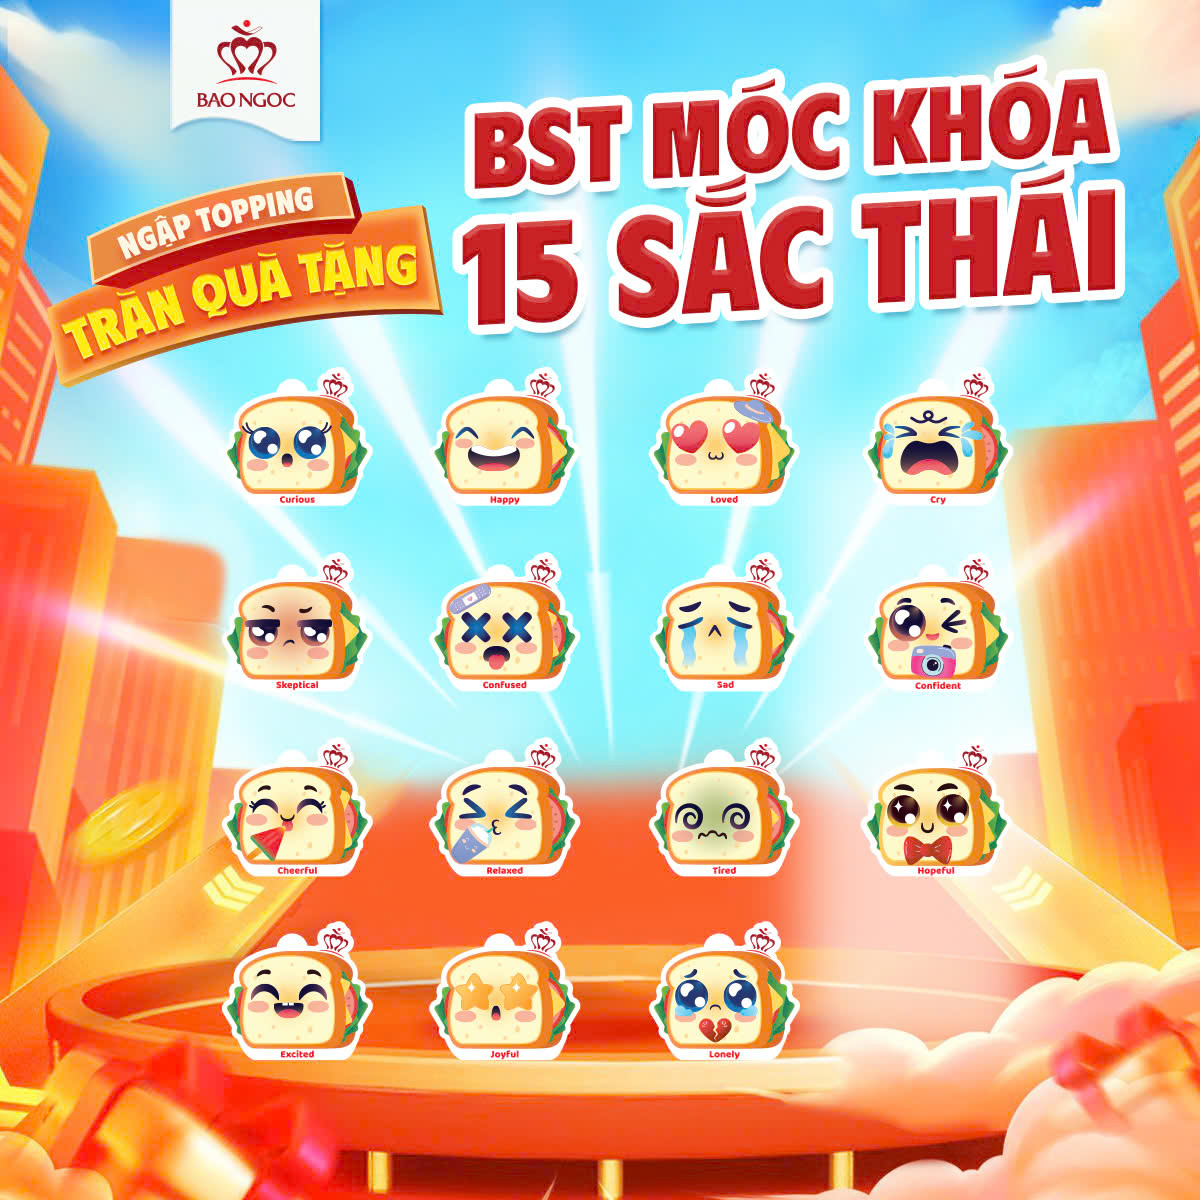 BAO NGOC
BST MÓC KHÓA
15 SẮC THÁI
NGẬP TOPPING
TRĂN QUÀ TẶNG
Curious
Happy
Loved
Cry
Skeptical
Confused
Sad
Confident
Cheerful
Relaxed
Tired
Hopeful
Excited
Joyful
Lonely